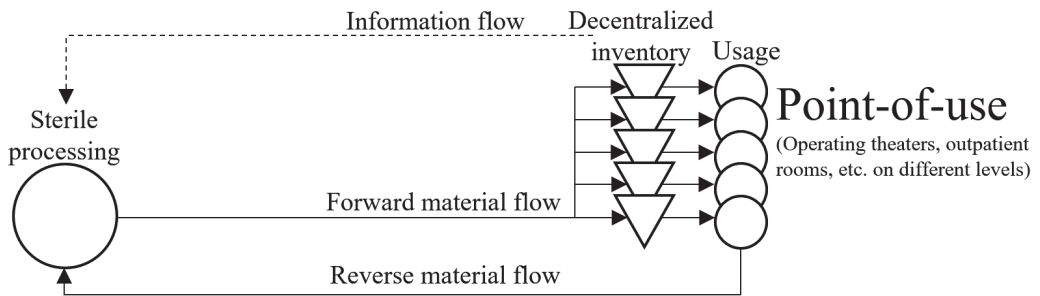 Information flow
Decentralized
inventory
Usage
Point-of-use
(Operating theaters, outpatient
rooms, etc. on different levels)
Sterile
processing
Forward material flow
Reverse material flow